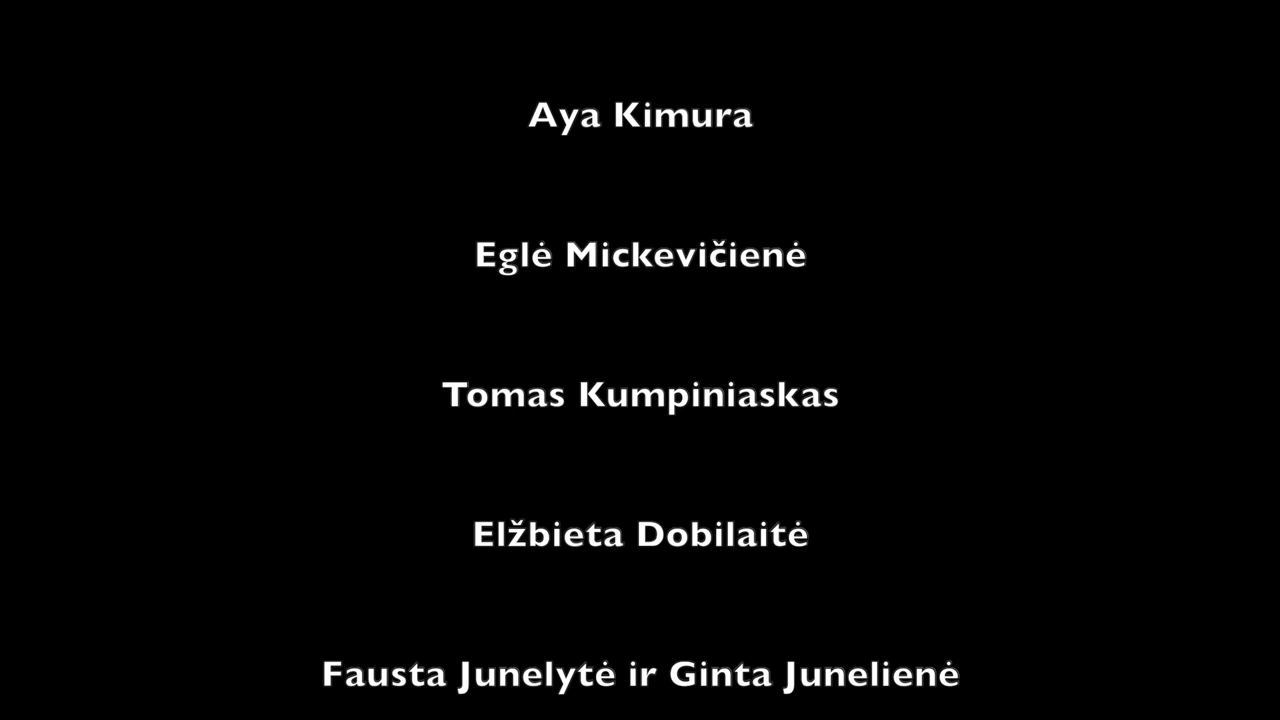 Aya Kimura
Eglė Mickevičienė
Tomas Kumpiniaskas
Elžbieta Dobilaitė
Fausta Junelytė ir Ginta Junelienė